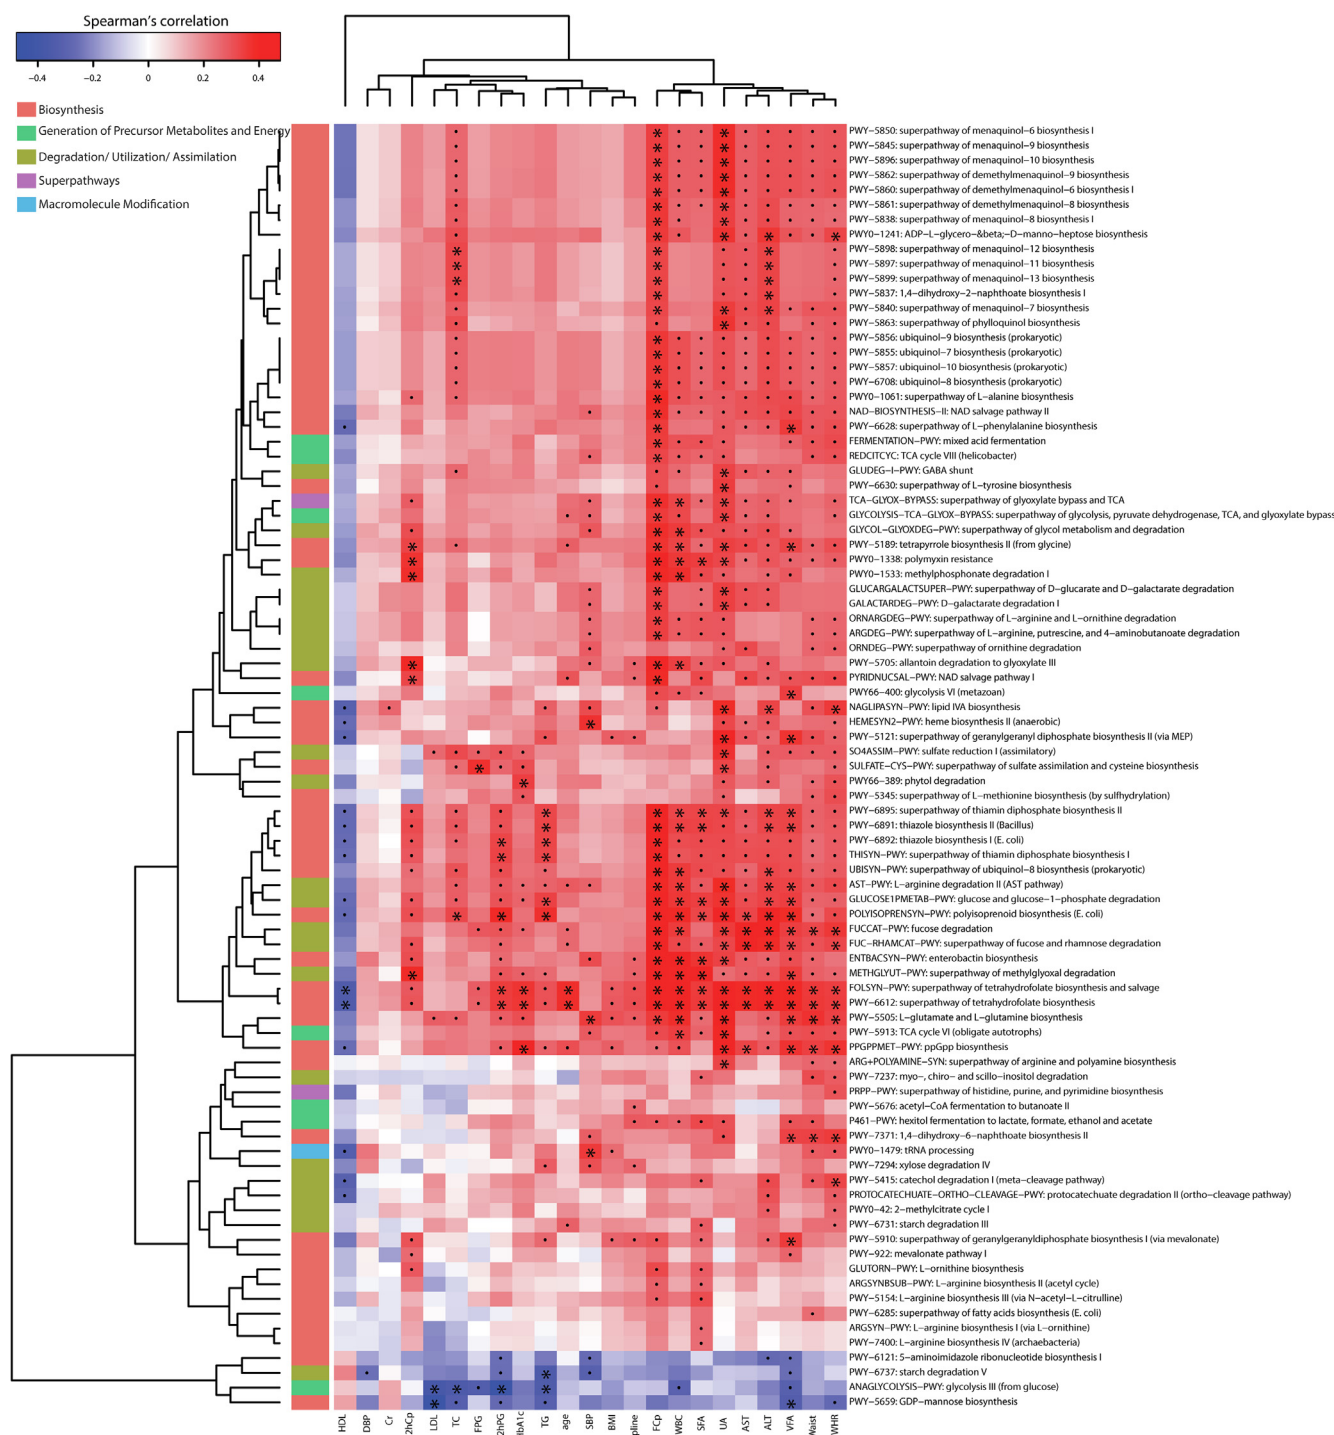 Spearman's correlation
−0.4 −0.2 0 0.2 0.4
Biosynthesis
Generation of Precursor Metabolites and Energy
Degradation/ Utilization/ Assimilation
Superpathways
Macromolecule Modification
PWY−5850: superpathway of menaquinol−6 biosynthesis I
PWY−5845: superpathway of menaquinol−9 biosynthesis
PWY−5896: superpathway of menaquinol−10 biosynthesis
PWY−5862: superpathway of demethylmenaquinol−9 biosynthesis
PWY−5860: superpathway of demethylmenaquinol−6 biosynthesis I
PWY−5861: superpathway of demethylmenaquinol−8 biosynthesis
PWY−5838: superpathway of menaquinol−8 biosynthesis I
PWY0−1241: ADP−L−glycero−&beta;−D−manno−heptose biosynthesis
PWY−5898: superpathway of menaquinol−12 biosynthesis
PWY−5897: superpathway of menaquinol−11 biosynthesis
PWY−5899: superpathway of menaquinol−13 biosynthesis
PWY−5837: 1,4−dihydroxy−2−naphthoate biosynthesis I
PWY−5840: superpathway of menaquinol−7 biosynthesis
PWY−5863: superpathway of phylloquinol biosynthesis
PWY−5856: ubiquinol−9 biosynthesis (prokaryotic)
PWY−5855: ubiquinol−7 biosynthesis (prokaryotic)
PWY−5857: ubiquinol−10 biosynthesis (prokaryotic)
PWY−6708: ubiquinol−8 biosynthesis (prokaryotic)
PWY0−1061: superpathway of L−alanine biosynthesis
NAD−BIOSYNTHESIS−II: NAD salvage pathway II
PWY−6628: superpathway of L−phenylalanine biosynthesis
FERMENTATION−PWY: mixed acid fermentation
REDCITCYC: TCA cycle VIII (helicobacter)
GLUDEG−I−PWY: GABA shunt
PWY−6630: superpathway of L−tyrosine biosynthesis
TCA−GLYOX−BYPASS: superpathway of glyoxylate bypass and TCA
GLYCOLYSIS−TCA−GLYOX−BYPASS: superpathway of glycolysis, pyruvate dehydrogenase, TCA, and glyoxylate bypass
GLYCOL−GLYOXDEG−PWY: superpathway of glycol metabolism and degradation
PWY−5189: tetrapyrrole biosynthesis II (from glycine)
PWY0−1338: polymyxin resistance
PWY0−1533: methylphosphonate degradation I
GLUCARGALACTSUPER−PWY: superpathway of D−glucarate and D−galactarate degradation
GALACTARDEG−PWY: D−galactarate degradation I
ORNARGDEG−PWY: superpathway of L−arginine and L−ornithine degradation
ARGDEG−PWY: superpathway of L−arginine, putrescine, and 4−aminobutanoate degradation
ORNDEG−PWY: superpathway of ornithine degradation
PWY−5705: allantoin degradation to glyoxylate III
PYRIDNUCSAL−PWY: NAD salvage pathway I
PWY66−400: glycolysis VI (metazoan)
NAGLIPASYN−PWY: lipid IVA biosynthesis
HEMESYN2−PWY: heme biosynthesis II (anaerobic)
PWY−5121: superpathway of geranylgeranyl diphosphate biosynthesis II (via MEP)
SO4ASSIM−PWY: sulfate reduction I (assimilatory)
SULFATE−CYS−PWY: superpathway of sulfate assimilation and cysteine biosynthesis
PWY66−389: phytol degradation
PWY−5345: superpathway of L−methionine biosynthesis (by sulfhydrylation)
PWY−6895: superpathway of thiamin diphosphate biosynthesis II
PWY−6891: thiazole biosynthesis II (Bacillus)
PWY−6892: thiazole biosynthesis I (E. coli)
THISYN−PWY: superpathway of thiamin diphosphate biosynthesis I
UBISYN−PWY: superpathway of ubiquinol−8 biosynthesis (prokaryotic)
AST−PWY: L−arginine degradation II (AST pathway)
GLUCOSE1PMETAB−PWY: glucose and glucose−1−phosphate degradation
POLYISOPRENSYN−PWY: polyisoprenoid biosynthesis (E. coli)
FUCCAT−PWY: fucose degradation
FUC−RHAMCAT−PWY: superpathway of fucose and rhamnose degradation
ENTBACSYN−PWY: enterobactin biosynthesis
METHGLYUT−PWY: superpathway of methylglyoxal degradation
FOLSYN−PWY: superpathway of tetrahydrofolate biosynthesis and salvage
PWY−6612: superpathway of tetrahydrofolate biosynthesis
PWY−5505: L−glutamate and L−glutamine biosynthesis
PWY−5913: TCA cycle VI (obligate autotrophs)
PPGPPMET−PWY: ppGpp biosynthesis
ARG+POLYAMINE−SYN: superpathway of arginine and polyamine biosynthesis
PWY−7237: myo−, chiro− and scillo−inositol degradation
PRPP−PWY: superpathway of histidine, purine, and pyrimidine biosynthesis
PWY−5676: acetyl−CoA fermentation to butanoate II
P461−PWY: hexitol fermentation to lactate, formate, ethanol and acetate
PWY−7371: 1,4−dihydroxy−6−naphthoate biosynthesis II
PWY0−1479: tRNA processing
PWY−7294: xylose degradation IV
PWY−5415: catechol degradation I (meta−cleavage pathway)
PROTOCATECHUATE−ORTHO−CLEAVAGE−PWY: protocatechuate degradation II (ortho−cleavage pathway)
PWY0−42: 2−methylcitrate cycle I
PWY−6731: starch degradation III
PWY−5910: superpathway of geranylgeranyldiphosphate biosynthesis I (via mevalonate)
PWY−922: mevalonate pathway I
GLUTORN−PWY: L−ornithine biosynthesis
ARGSYNBSUB−PWY: L−arginine biosynthesis II (acetyl cycle)
PWY−5154: L−arginine biosynthesis III (via N−acetyl−L−citrulline)
PWY−6285: superpathway of fatty acids biosynthesis (E. coli)
ARGSYN−PWY: L−arginine biosynthesis I (via L−ornithine)
PWY−7400: L−arginine biosynthesis IV (archaebacteria)
PWY−6121: 5−aminoimidazole ribonucleotide biosynthesis I
PWY−6737: starch degradation V
ANAGLYCOLYSIS−PWY: glycolysis III (from glucose)
PWY−5659: GDP−mannose biosynthesis
HDL DBP Cr 2hCp LDL TC FPG 2hPG IbA1c TG age SBP BMI pline FCp WBC SFA UA AST ALT VFA Waist WHR